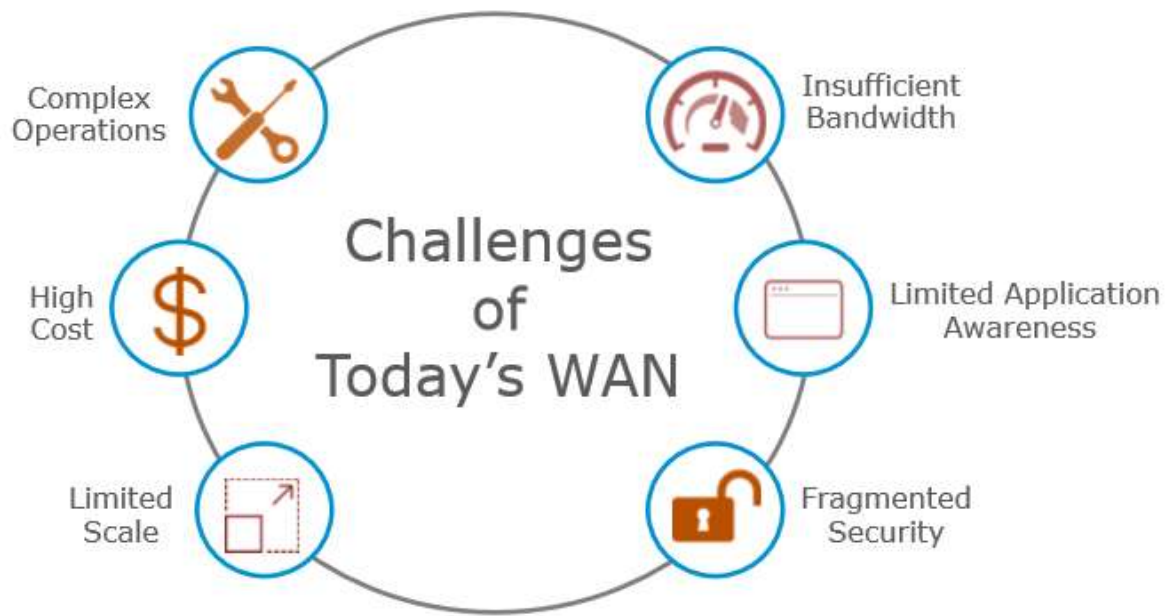 Challenges
of
Today's WAN
Complex
Operations
Insufficient
Bandwidth
High
Cost
Limited Application
Awareness
Limited
Scale
Fragmented
Security